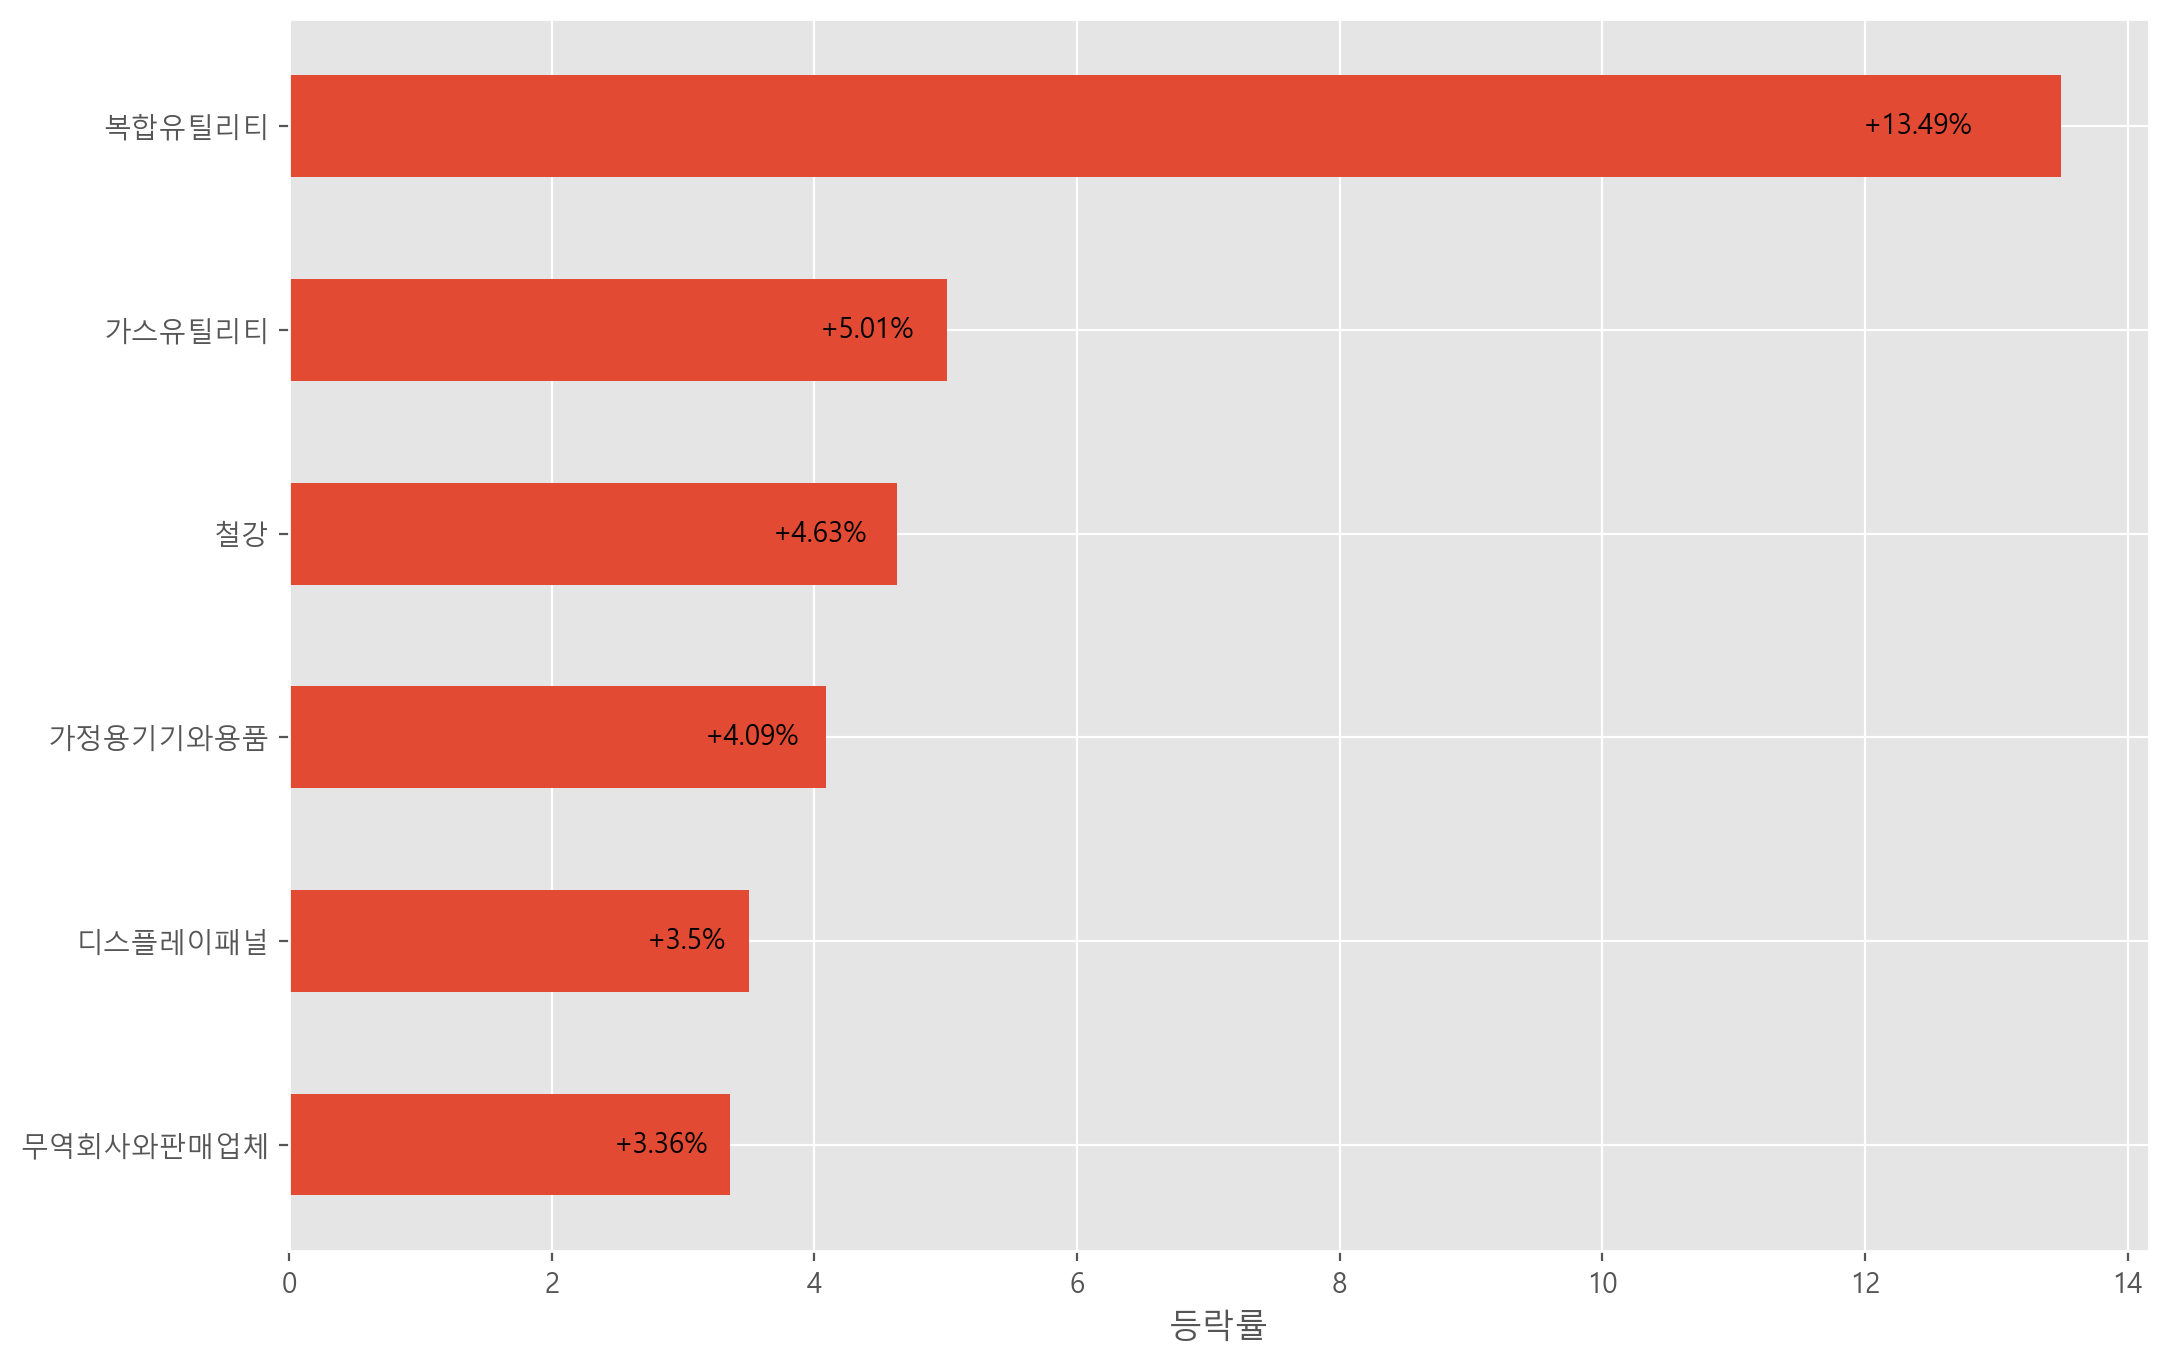 복합유틸리티
+13.49%
가스유틸리티
+5.01%
철강
+4.63%
가정용기기와용품
+4.09%
디스플레이패널
+3.5%
무역회사와판매업체
+3.36%
0 2 4 6 8 10 12 14
등락률